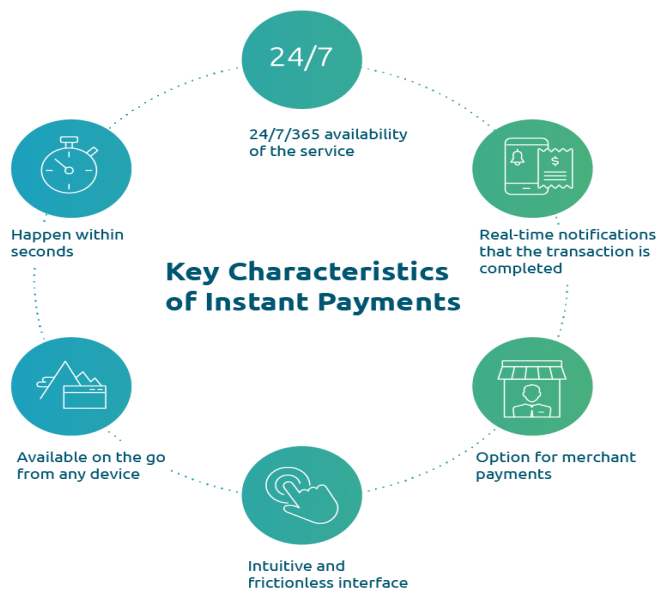 24/7
24/7/365 availability
of the service
Real-time notifications
that the transaction is
completed
Option for merchant
payments
Intuitive and
frictionless interface
Available on the go
from any device
Happen within
seconds
Key Characteristics
of Instant Payments
$